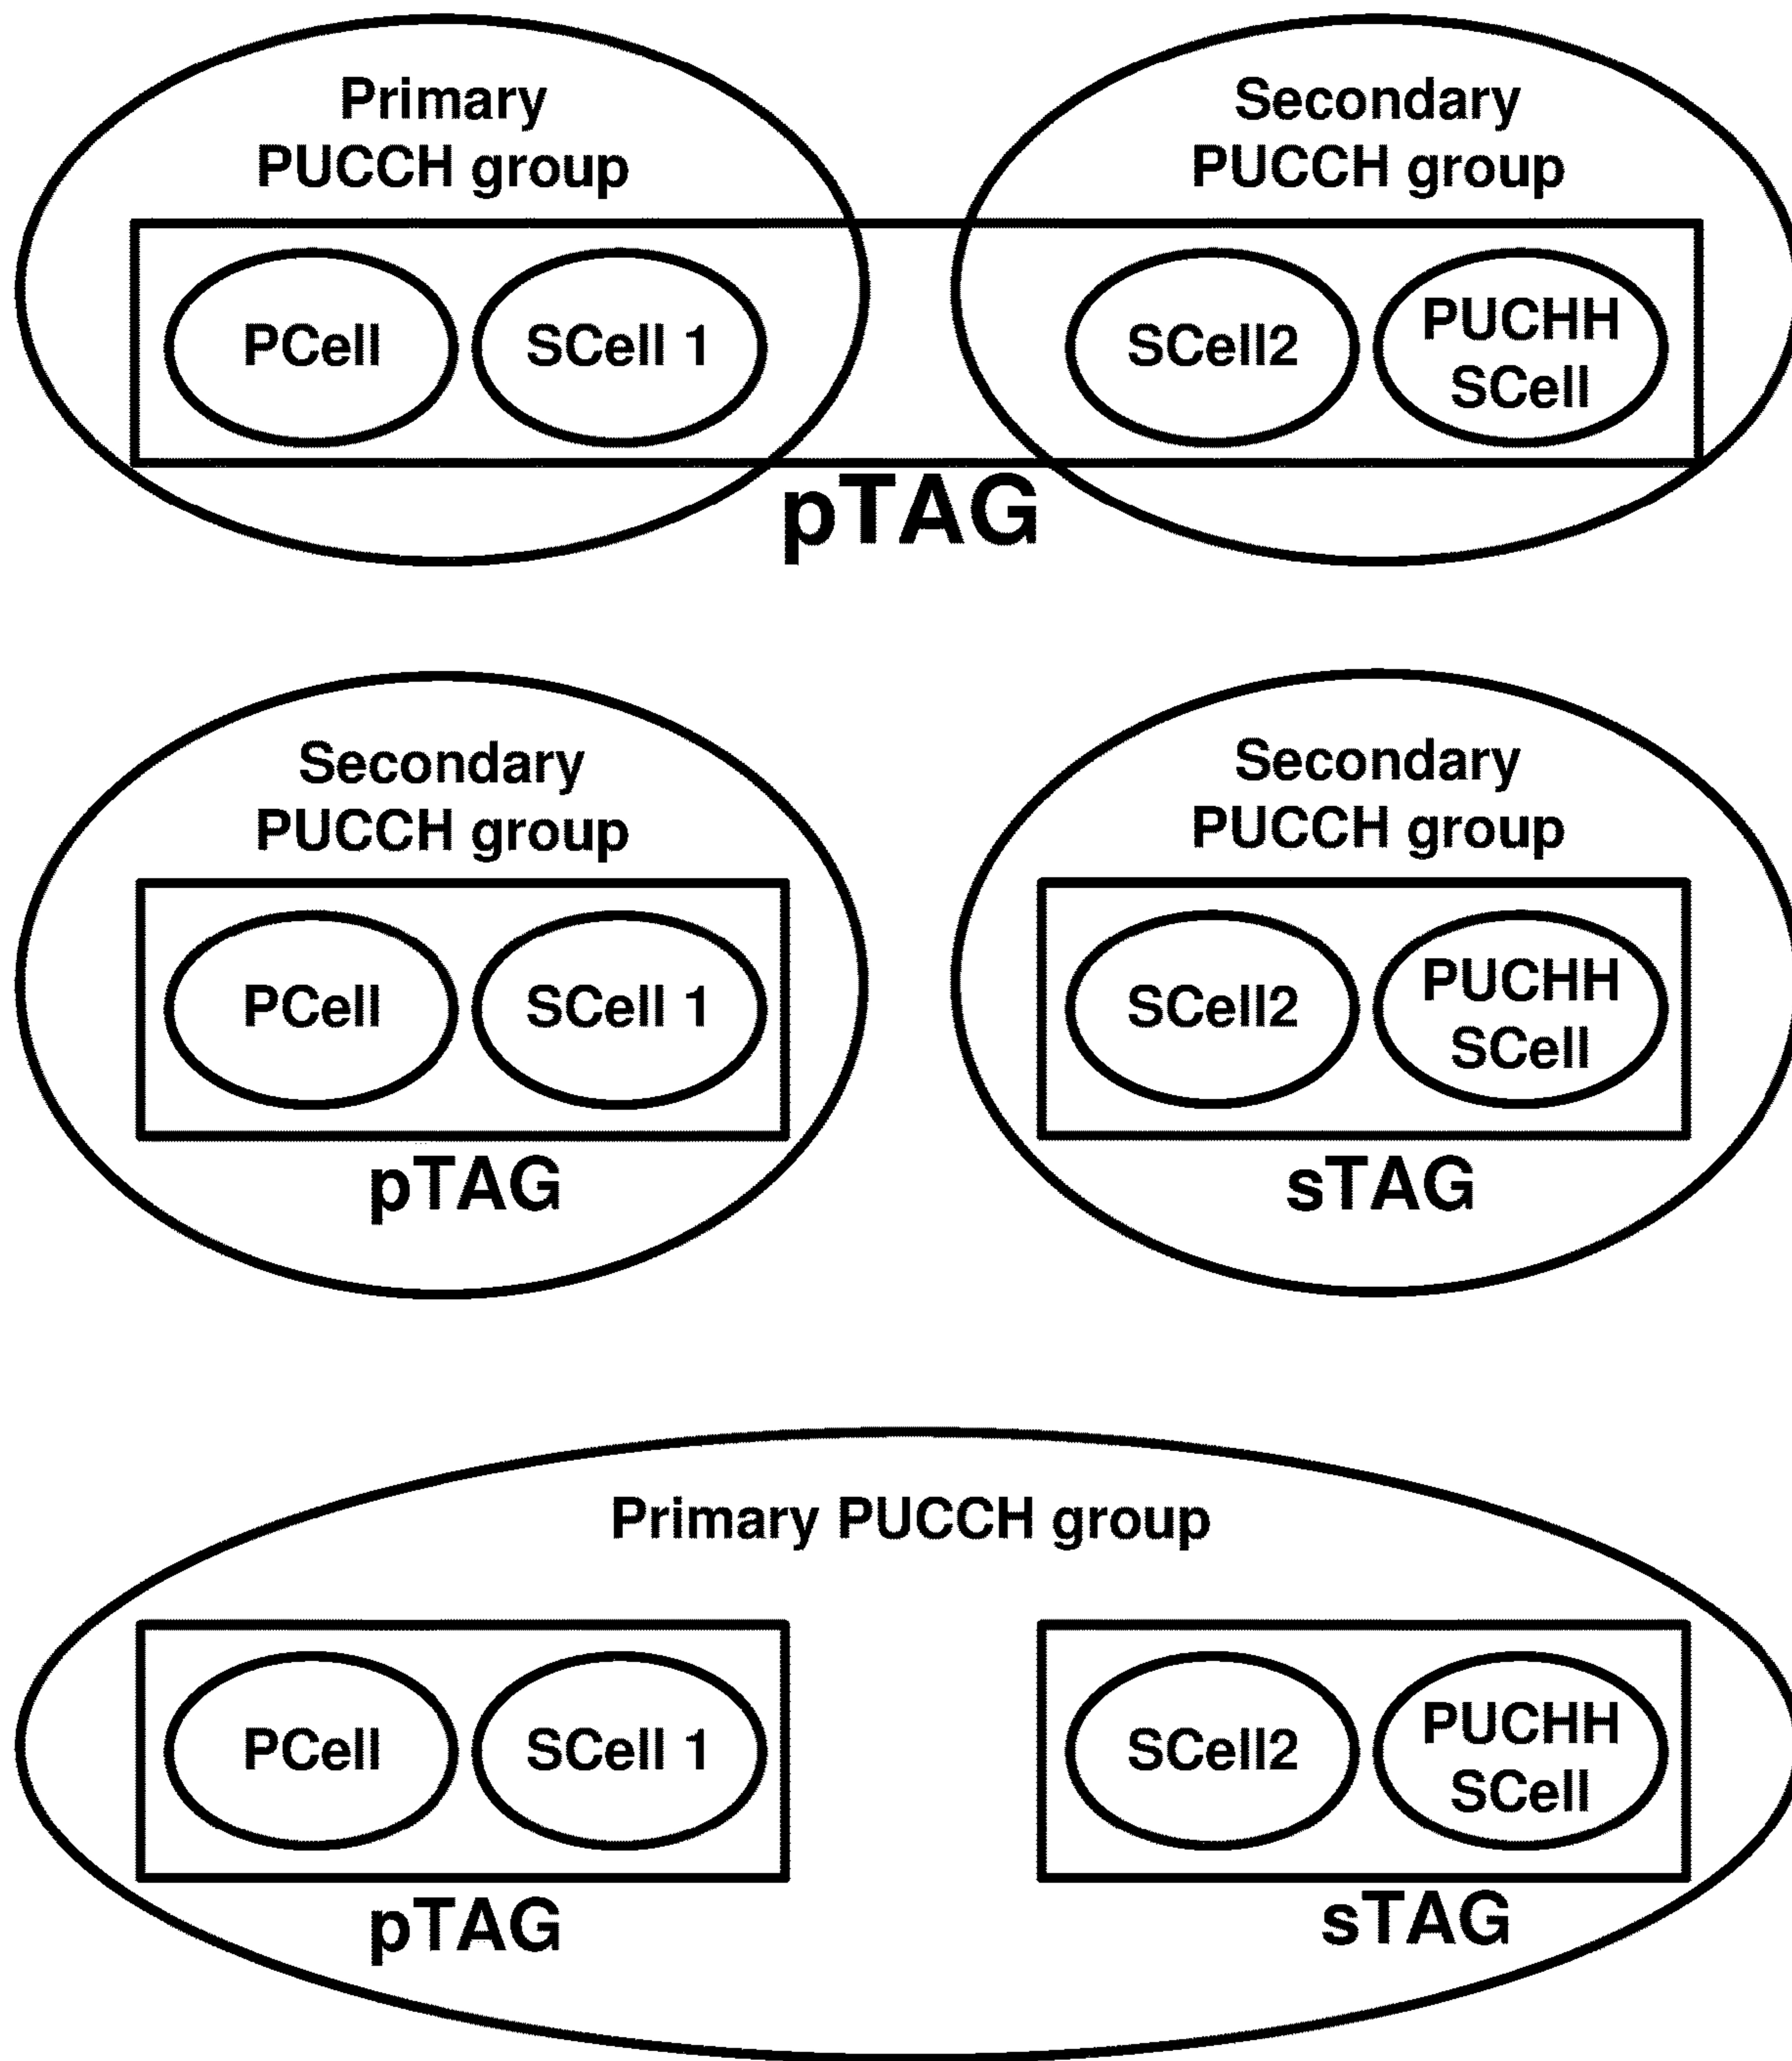 Primary
PUCCH group
Secondary
PUCCH group
PCell
SCell 1
SCell2
PUCHH
SCell
pTAG
Secondary
PUCCH group
Secondary
PUCCH group
PCell
SCell 1
SCell2
PUCHH
SCell
pTAG
sTAG
Primary PUCCH group
PCell
SCell 1
SCell2
PUCHH
SCell
pTAG
sTAG